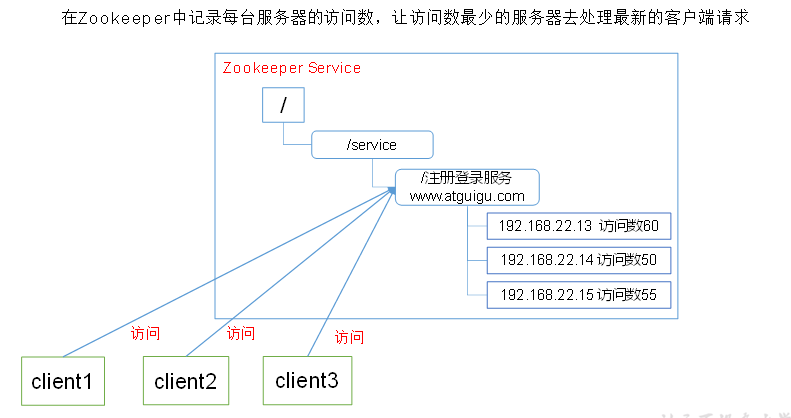 在Zookeeper中记录每台服务器的访问数，让访问数最少的服务器去处理最新的客户端请求
Zookeeper Service
/
/service
/注册登录服务
www.atguigu.com
192.168.22.13 访问数60
192.168.22.14 访问数50
192.168.22.15 访问数55
访问
访问
访问
client1
client2
client3